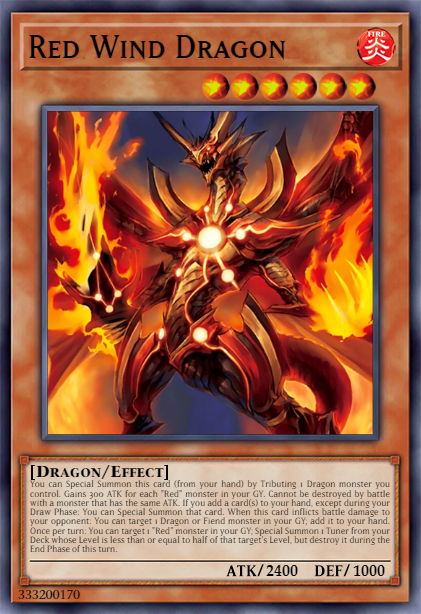 Red Wind Dragon
FIRE
炎
[Dragon/Effect]
You can Special Summon this card (from your hand) by Tributing 1 Dragon monster you
control. Gains 300 ATK for each "Red" monster in your GY. Cannot be destroyed by battle
with a monster that has the same ATK. If you add a card(s) to your hand, except during your
Draw Phase: You can Special Summon that card. When this card inflicts battle damage to
your opponent: You can target 1 Dragon or Fiend monster in your GY; add it to your hand.
Once per turn: You can target 1 "Red" monster in your GY; Special Summon 1 Tuner from your
Deck whose Level is less than or equal to half of that target's Level, but destroy it during the
End Phase of this turn.
ATK/2400 DEF/1000
333200170